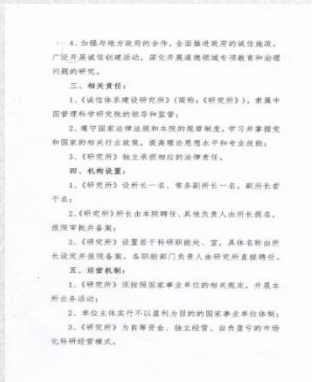 4、加强与地方政府的合作，全面推进政府的诚信施政，
广泛开展诚信创建活动，深化开展道德领域专项教育和治理
问题的研究。
三、相关责任：
1、《诚信体系建设研究所》（简称：《研究所》），隶属中
国管理科学研究院的领导和监管；
2、遵守国家法律法规和本院的规章制度，学习并掌握党
和国家的相关行业政策，提高理论思想水平和专业技能；
3、《研究所》独立承担相应的法律责任。
四、机构设置：
1、《研究所》设所长一名、常务副所长一名，副所长若
干名；
2、《研究所》所长由本院聘任，其他负责人由所长提名，
报院审批并备案；
3、《研究所》设置若干科研职能处、室，具体名称由所
长设定并报院备案，各职能部门负责人由研究所直接聘任。
五、运营机制：
1、《研究所》须按照国家事业单位的相关规定，开展本
所业务活动；
2、单位主体实行不以盈利为目的的国家事业单位体制；
3、《研究所》为自筹资金、独立经营、自负盈亏的市场
化科研经营模式。